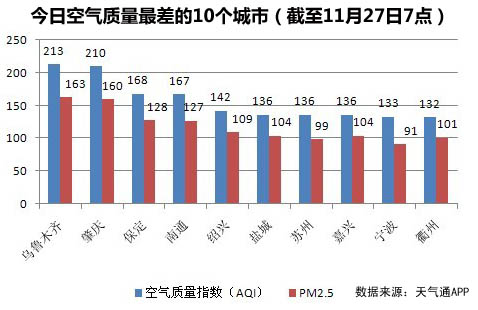 今日空气质量最差的10个城市（截至11月27日7点）
250
200
150
100
50
0
213
163
210
160
168
128
167
127
142
109
136
104
136
99
136
104
133
91
132
101
乌鲁木齐
肇庆
保定
南通
绍兴
盐城
苏州
嘉兴
宁波
衢州
空气质量指数（AQI）
PM2.5
数据来源：天气通APP